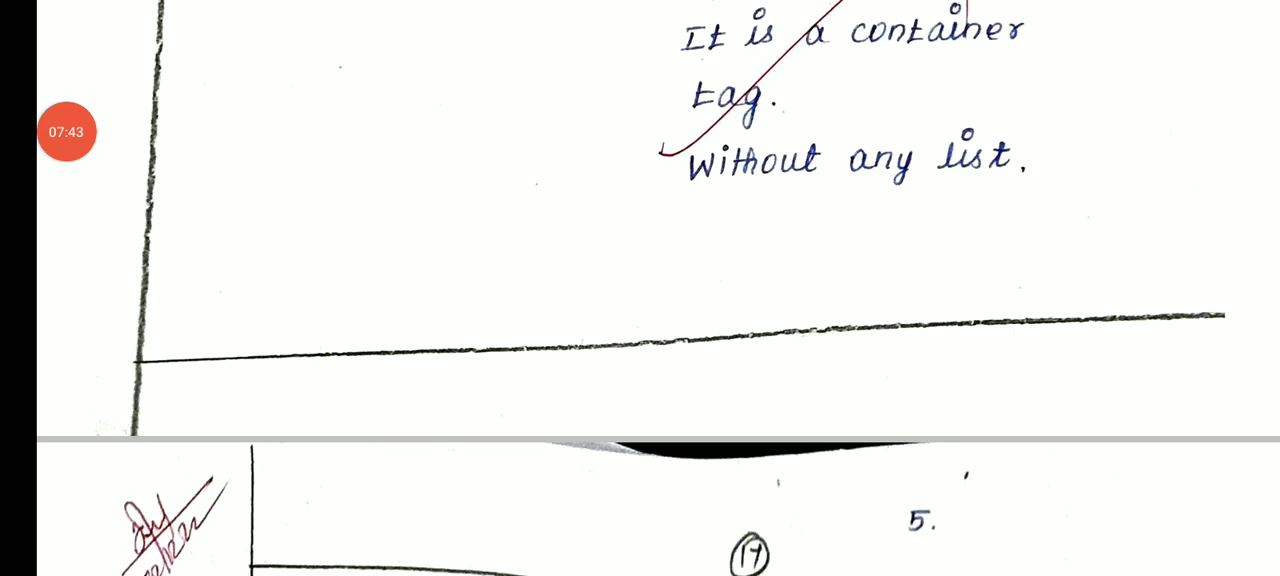 It is a container
tag.
Without any list.
07:43
5.
17